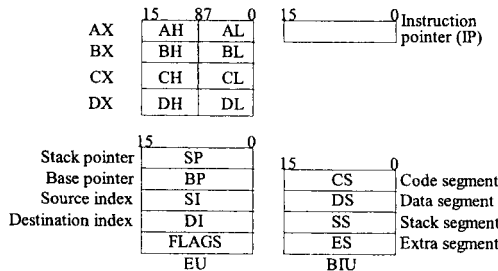 15 87 0 15 0
AX AH AL Instruction pointer (IP)
BX BH BL
CX CH CL
DX DH DL
15 0
Stack pointer SP 15 0
Base pointer BP CS Code segment
Source index SI DS Data segment
Destination index DI SS Stack segment
FLAGS ES Extra segment
EU BIU